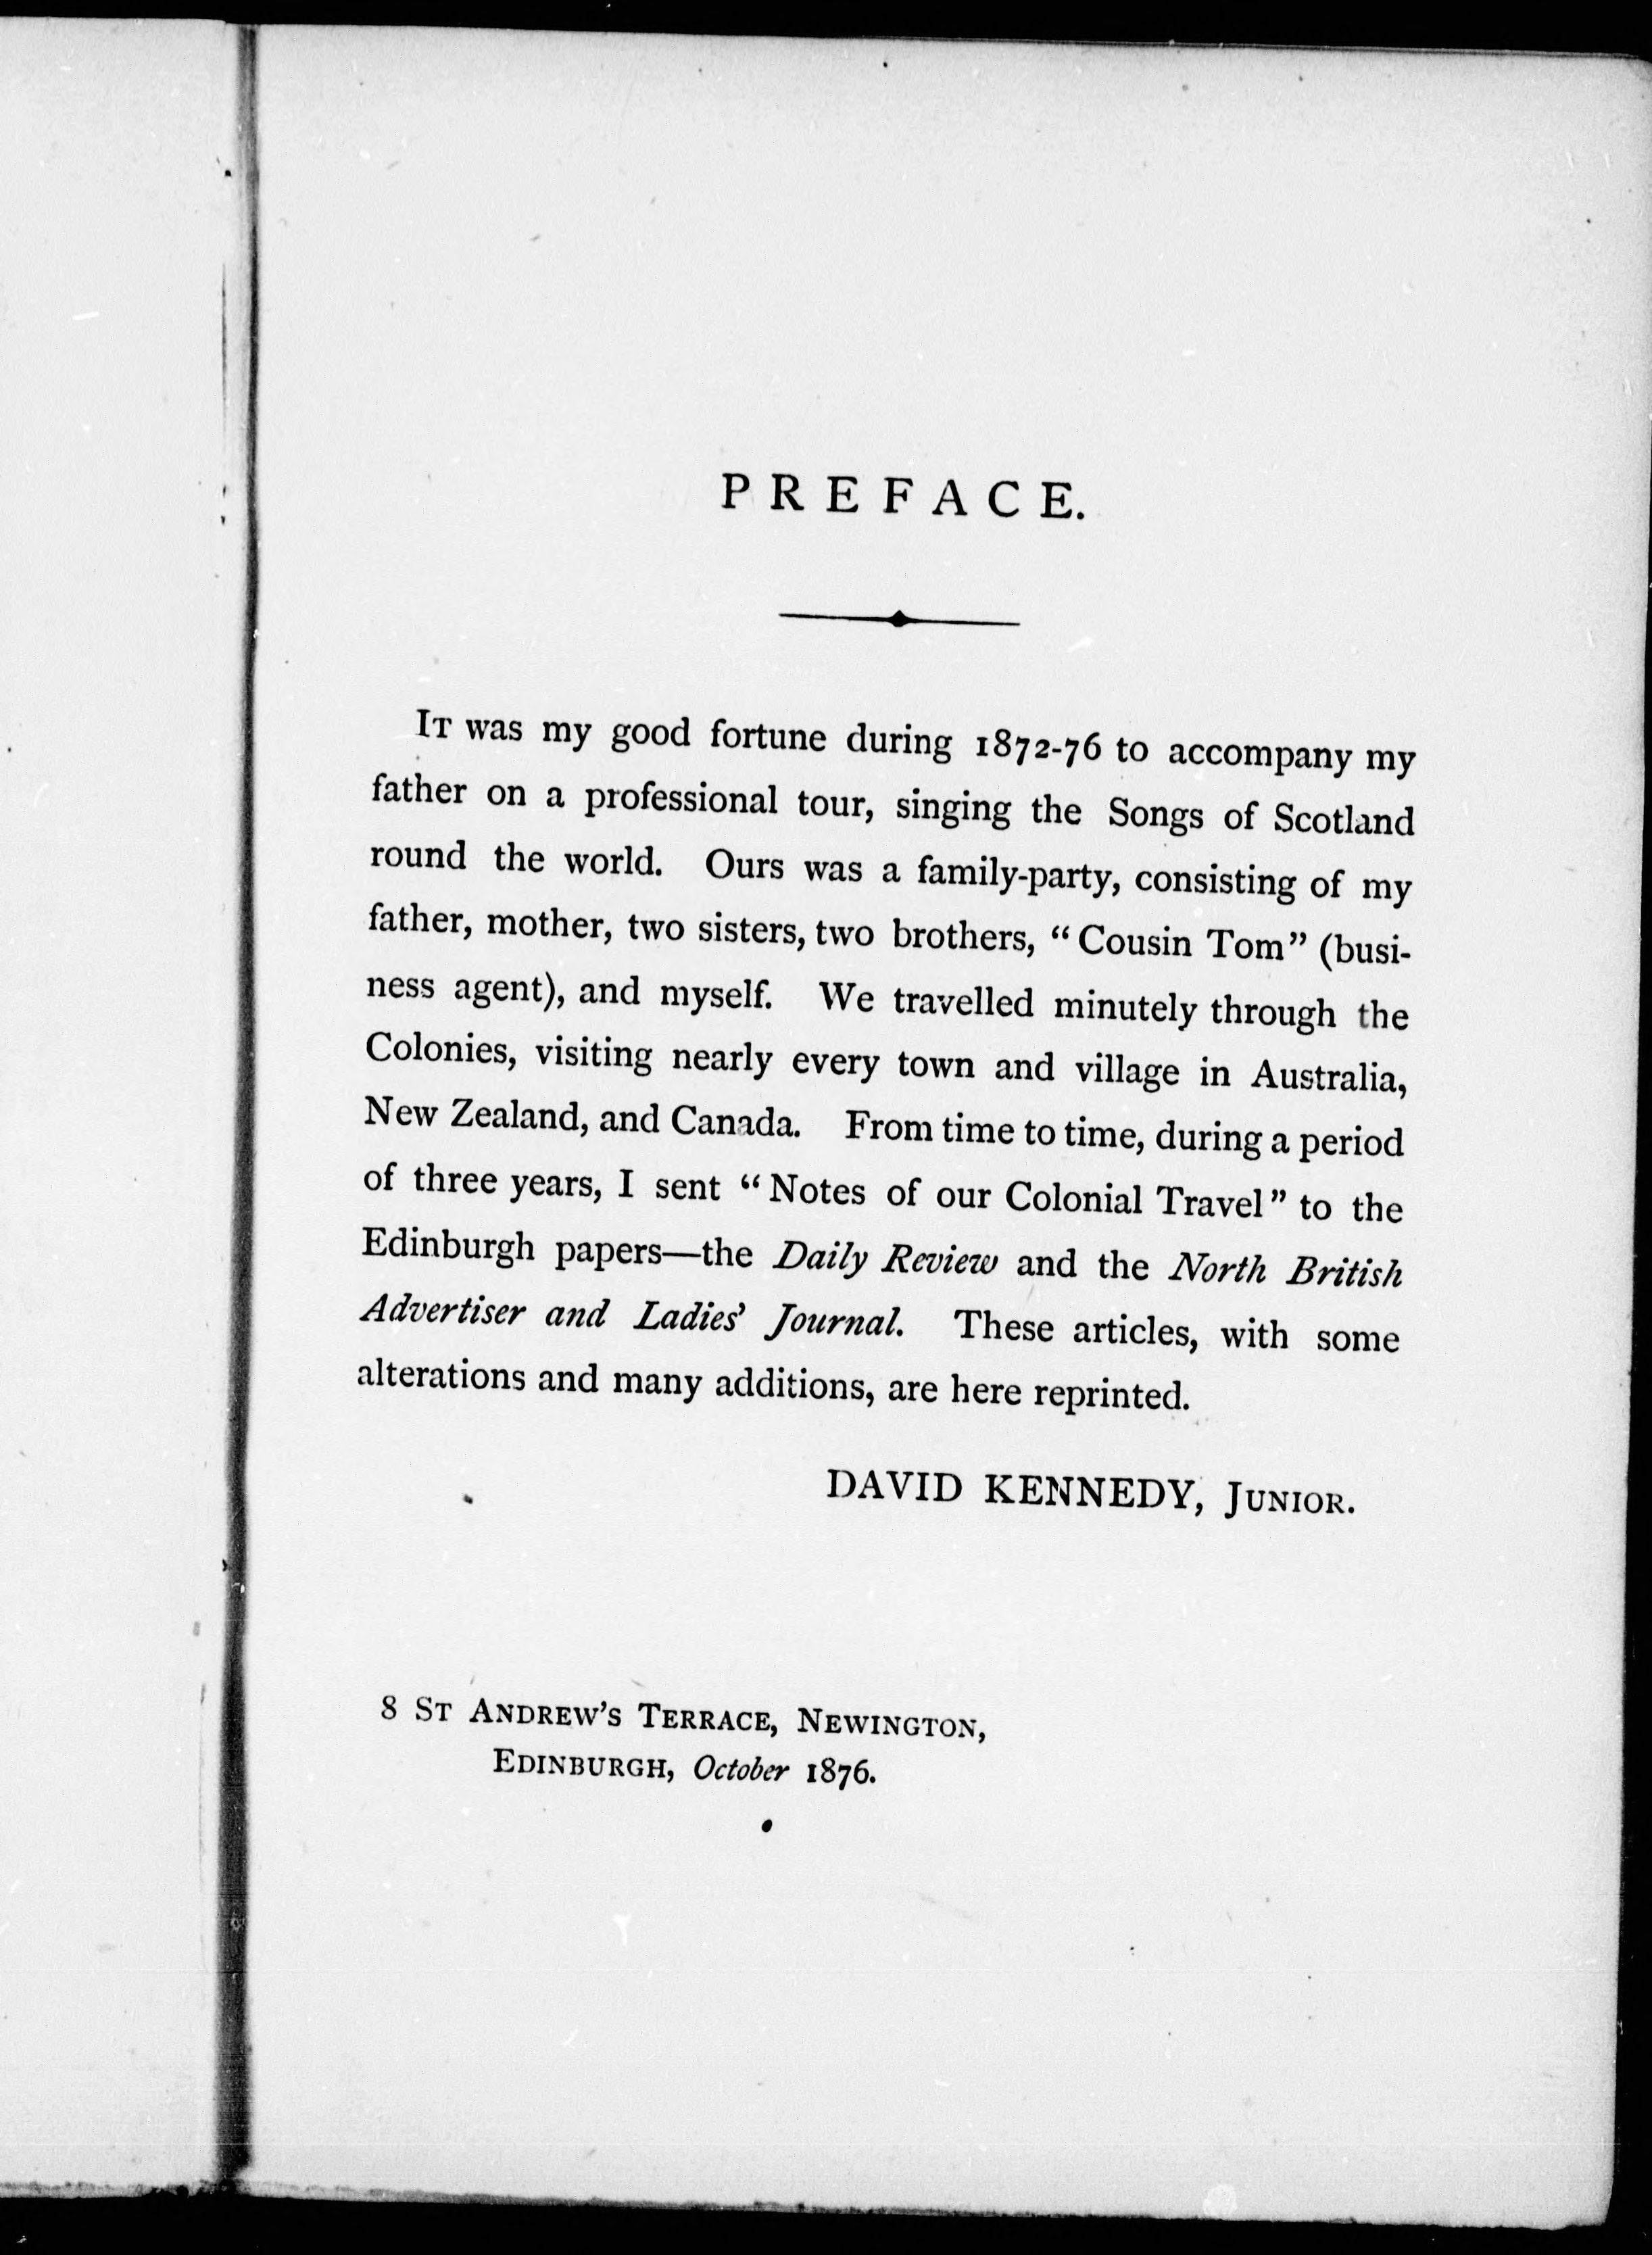 PREFACE.
IT was my good fortune during 1872-76 to accompany my
father on a professional tour, singing the Songs of Scotland
round the world. Ours was a family-party, consisting of my
father, mother, two sisters, two brothers, “Cousin Tom” (busi-
ness agent), and myself. We travelled minutely through the
Colonies, visiting nearly every town and village in Australia,
New Zealand, and Canada. From time to time, during a period
of three years, I sent “Notes of our Colonial Travel” to the
Edinburgh papers—the Daily Review and the North British
Advertiser and Ladies’ Journal. These articles, with some
alterations and many additions, are here reprinted.
DAVID KENNEDY, JUNIOR.
8 ST ANDREW’S TERRACE, NEWINGTON,
EDINBURGH, October 1876.